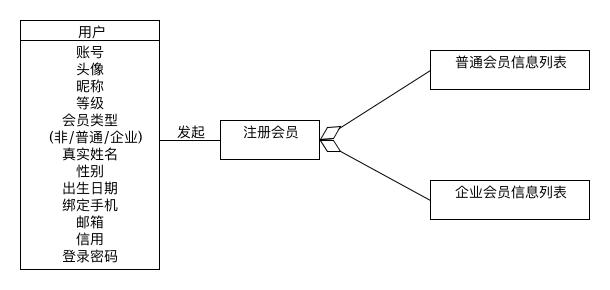 用户
账号
头像
昵称
等级
会员类型
(非/普通/企业)
真实姓名
性别
出生日期
绑定手机
邮箱
信用
登录密码
发起
注册会员
普通会员信息列表
企业会员信息列表